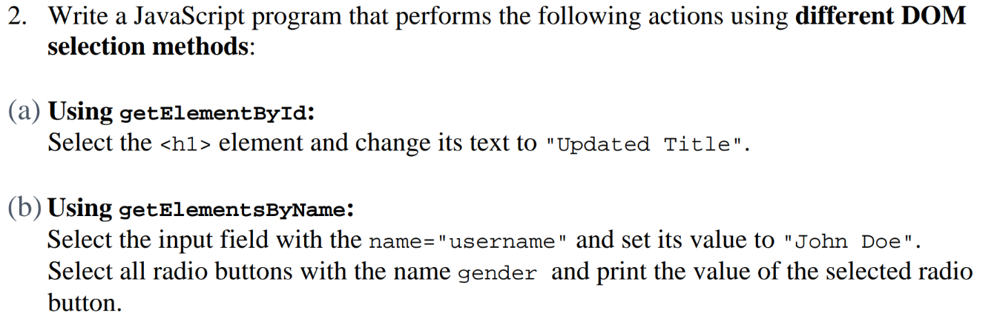 2. Write a JavaScript program that performs the following actions using different DOM
selection methods:
(a) Using getElementById:
Select the <h1> element and change its text to "Updated Title".
(b) Using getElementsByName:
Select the input field with the name="username" and set its value to "John Doe".
Select all radio buttons with the name gender and print the value of the selected radio
button.